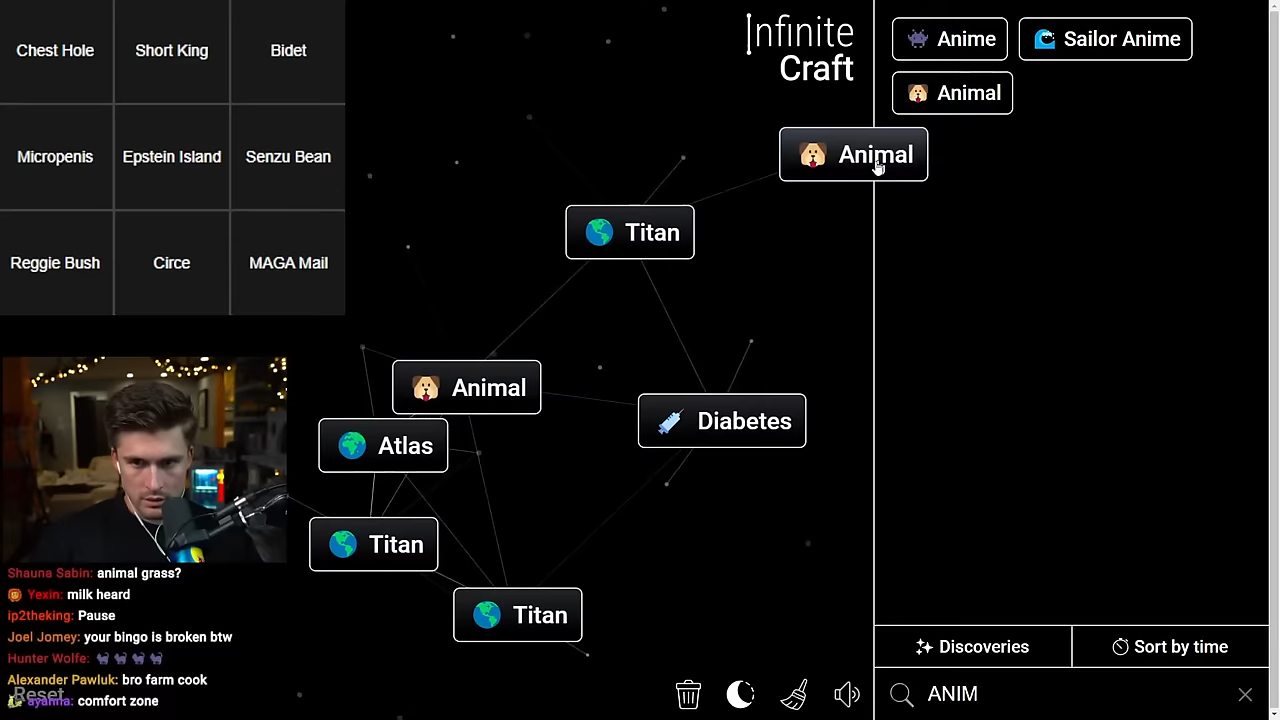 Chest Hole
Short King
Bidet
Micropenis
Epstein Island
Senzu Bean
Reggie Bush
Circe
MAGA Mail
Infinite
Craft
Anime
Sailor Anime
Animal
Animal
Titan
Animal
Diabetes
Atlas
Titan
Titan
Shauna Sabin: animal grass?
Yexin: milk heard
ip2theking: Pause
Joel Jomey: your bingo is broken btw
Hunter Wolfe:
Alexander Pawluk: bro farm cook
Reset
ayanna: comfort zone
Discoveries
Sort by time
ANIM